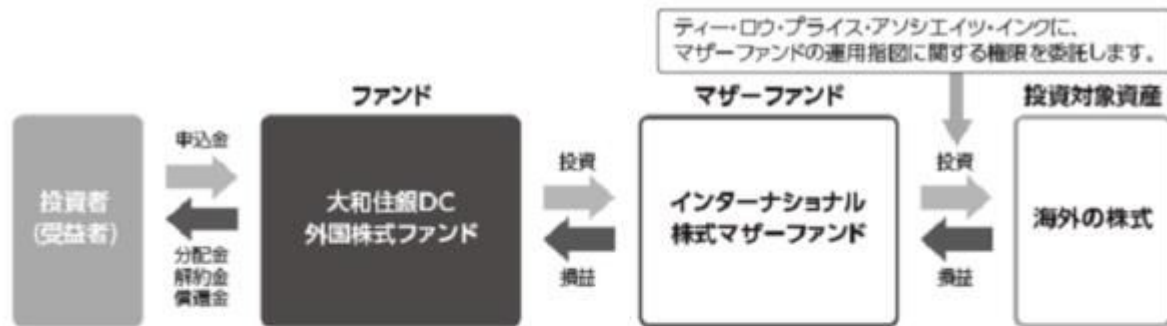 ティー・ロウ・プライス・アソシエイツ・インクに、
マザーファンドの運用指図に関する権限を委託します。
ファンド
マザーファンド
投資対象資産
投資者
(受益者)
申込金
分配金
解約金
償還金
大和住銀DC
外国株式ファンド
投資
損益
インターナショナル
株式マザーファンド
投資
損益
海外の株式